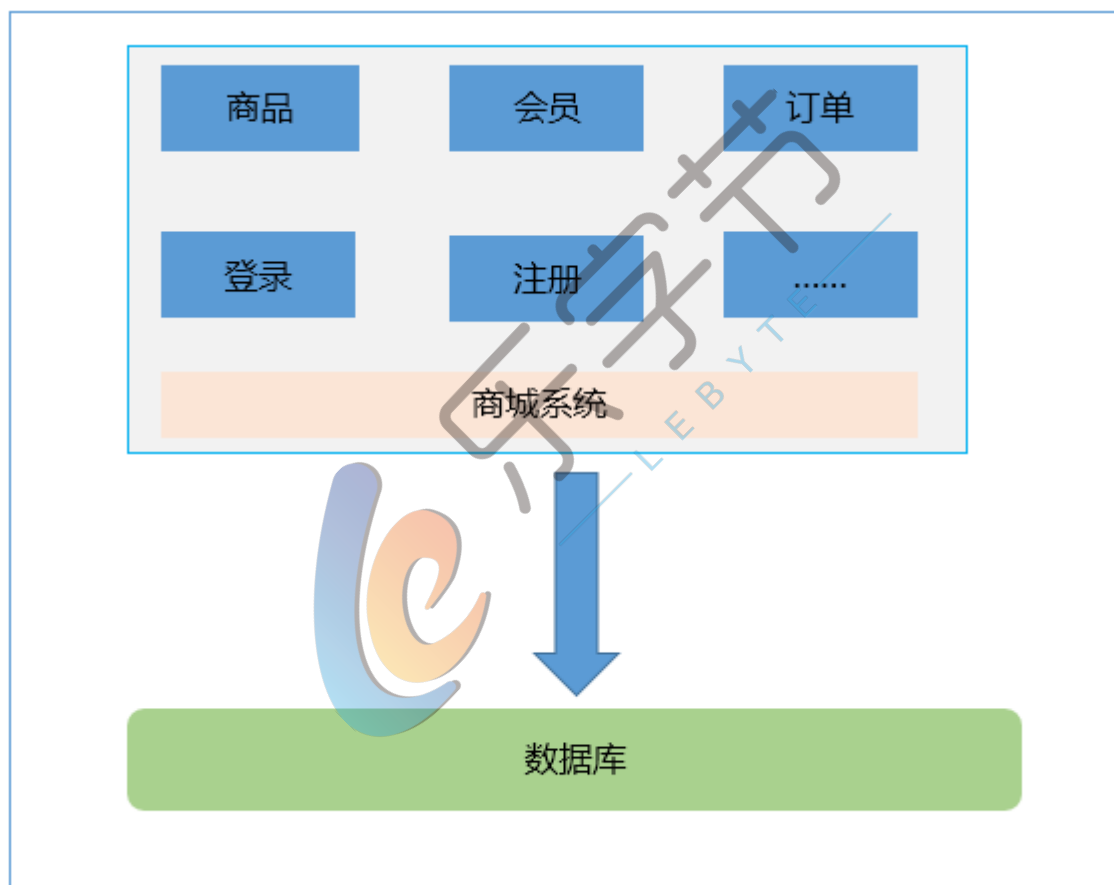 商品
会员
订单
登录
注册
......
商城系统
乐字节
LEBYTE
数据库